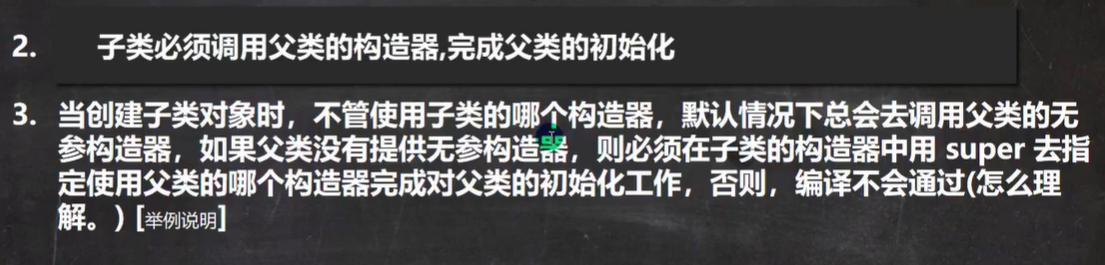 2. 子类必须调用父类的构造器,完成父类的初始化
3. 当创建子类对象时，不管使用子类的哪个构造器，默认情况下总会去调用父类的无
参构造器，如果父类没有提供无参构造器，则必须在子类的构造器中用 super 去指
定使用父类的哪个构造器完成对父类的初始化工作，否则，编译不会通过(怎么理
解。) [举例说明]